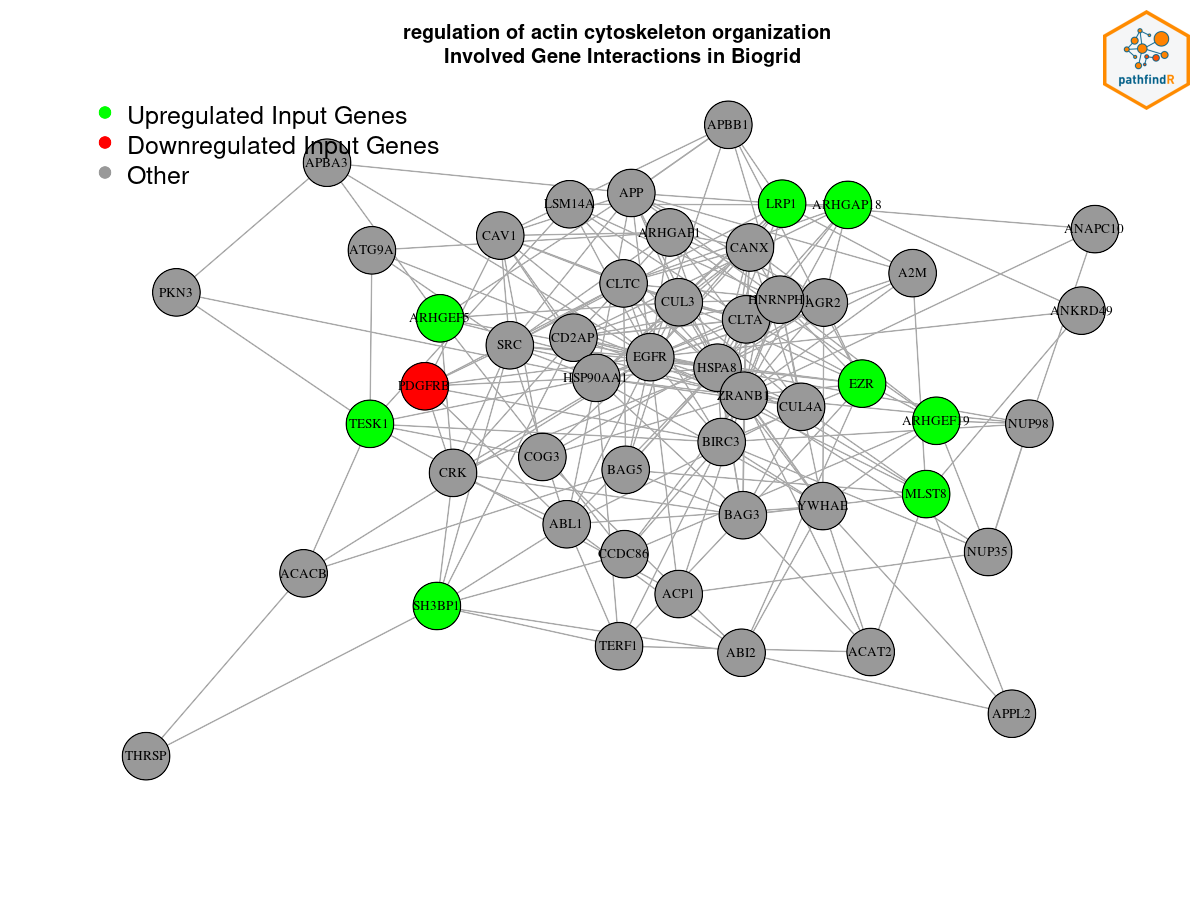 regulation of actin cytoskeleton organization
Involved Gene Interactions in Biogrid
pathfindR
Upregulated Input Genes
Downregulated Input Genes
Other
APBB1
APBA3
LSM14A
APP
LRP1
ARHGAP18
ANAPC10
CAV1
ARHGAP1
CANX
ATG9A
A2M
PKN3
CLTC
CUL3
HNRNPH1
AGR2
ANKRD49
ARHGEF5
CLTA
SRC
CD2AP
EGFR
HSPA8
PDGFRB
HSP90AA1
EZR
ZRANB1
CUL4A
TESK1
ARHGEF19
NUP98
BIRC3
COG3
CRK
BAG5
MLST8
YWHAE
BAG3
ABL1
CCDC86
NUP35
ACACB
ACP1
SH3BP1
TERF1
ABI2
ACAT2
APPL2
THRSP